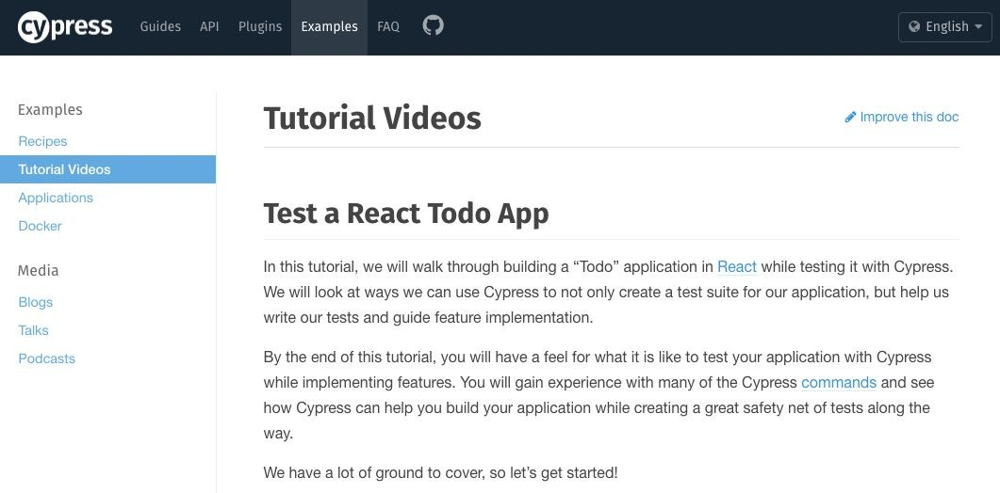 cypress
Guides API Plugins Examples FAQ
English
Examples
Recipes
Tutorial Videos
Applications
Docker
Media
Blogs
Talks
Podcasts
Tutorial Videos
Improve this doc
Test a React Todo App
In this tutorial, we will walk through building a “Todo” application in React while testing it with Cypress.
We will look at ways we can use Cypress to not only create a test suite for our application, but help us
write our tests and guide feature implementation.
By the end of this tutorial, you will have a feel for what it is like to test your application with Cypress
while implementing features. You will gain experience with many of the Cypress commands and see
how Cypress can help you build your application while creating a great safety net of tests along the
way.
We have a lot of ground to cover, so let’s get started!